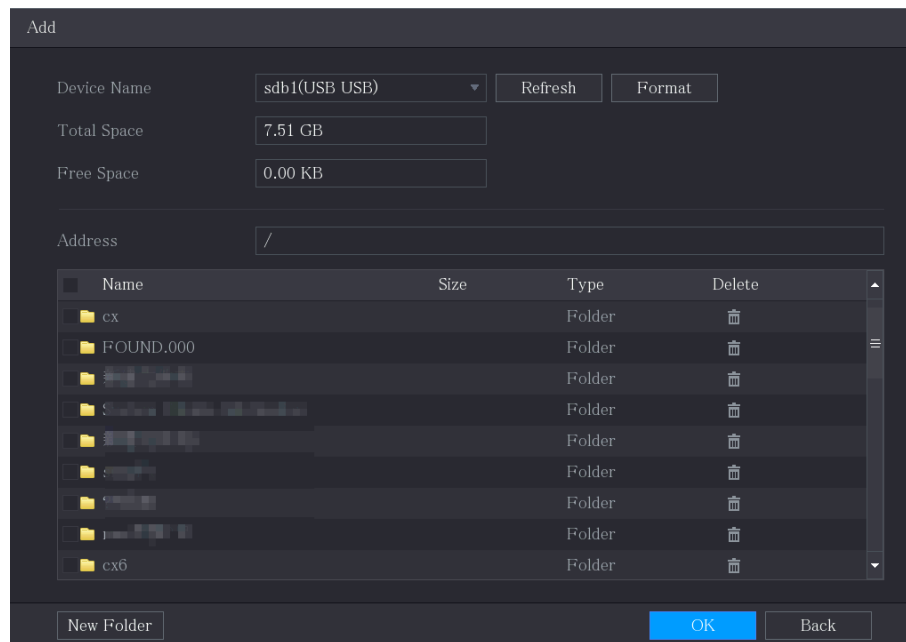 Add
Device Name sdb1(USB USB) Refresh Format
Total Space 7.51 GB
Free Space 0.00 KB
Address /
Name Size Type Delete
cx Folder
FOUND.000 Folder
Folder
Folder
Folder
Folder
Folder
Folder
cx6 Folder
New Folder OK Back